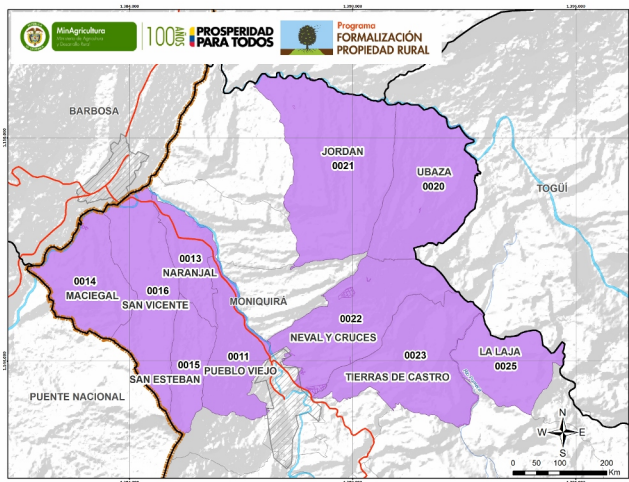 MinAgricultura
Ministerio de Agricultura
y Desarrollo Rural
100 AÑOS
PROSPERIDAD
PARA TODOS
Programa
FORMALIZACIÓN
PROPIEDAD RURAL
BARBOSA
JORDAN
0021
UBAZA
0020
TOGÜÍ
0013
NARANJAL
0014
MACIEGAL
0016
SAN VICENTE
MONIQUIRÁ
0022
NEVAL Y CRUCES
0011
PUEBLO VIEJO
0015
SAN ESTEBAN
0023
TIERRAS DE CASTRO
LA LAJA
0025
PUENTE NACIONAL
N
W E
S
0 50 100 200
Km